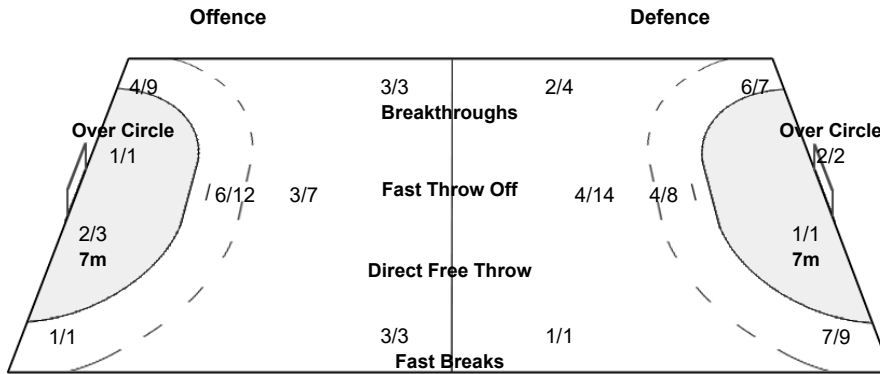 Offence Defence
4/9 3/3 2/4 6/7
Breakthroughs
Over Circle Over Circle
1/1 2/2
6/12 3/7 Fast Throw Off 4/14 4/8
2/3 1/1
7m 7m
Direct Free Throw
1/1 3/3 1/1 7/9
Fast Breaks